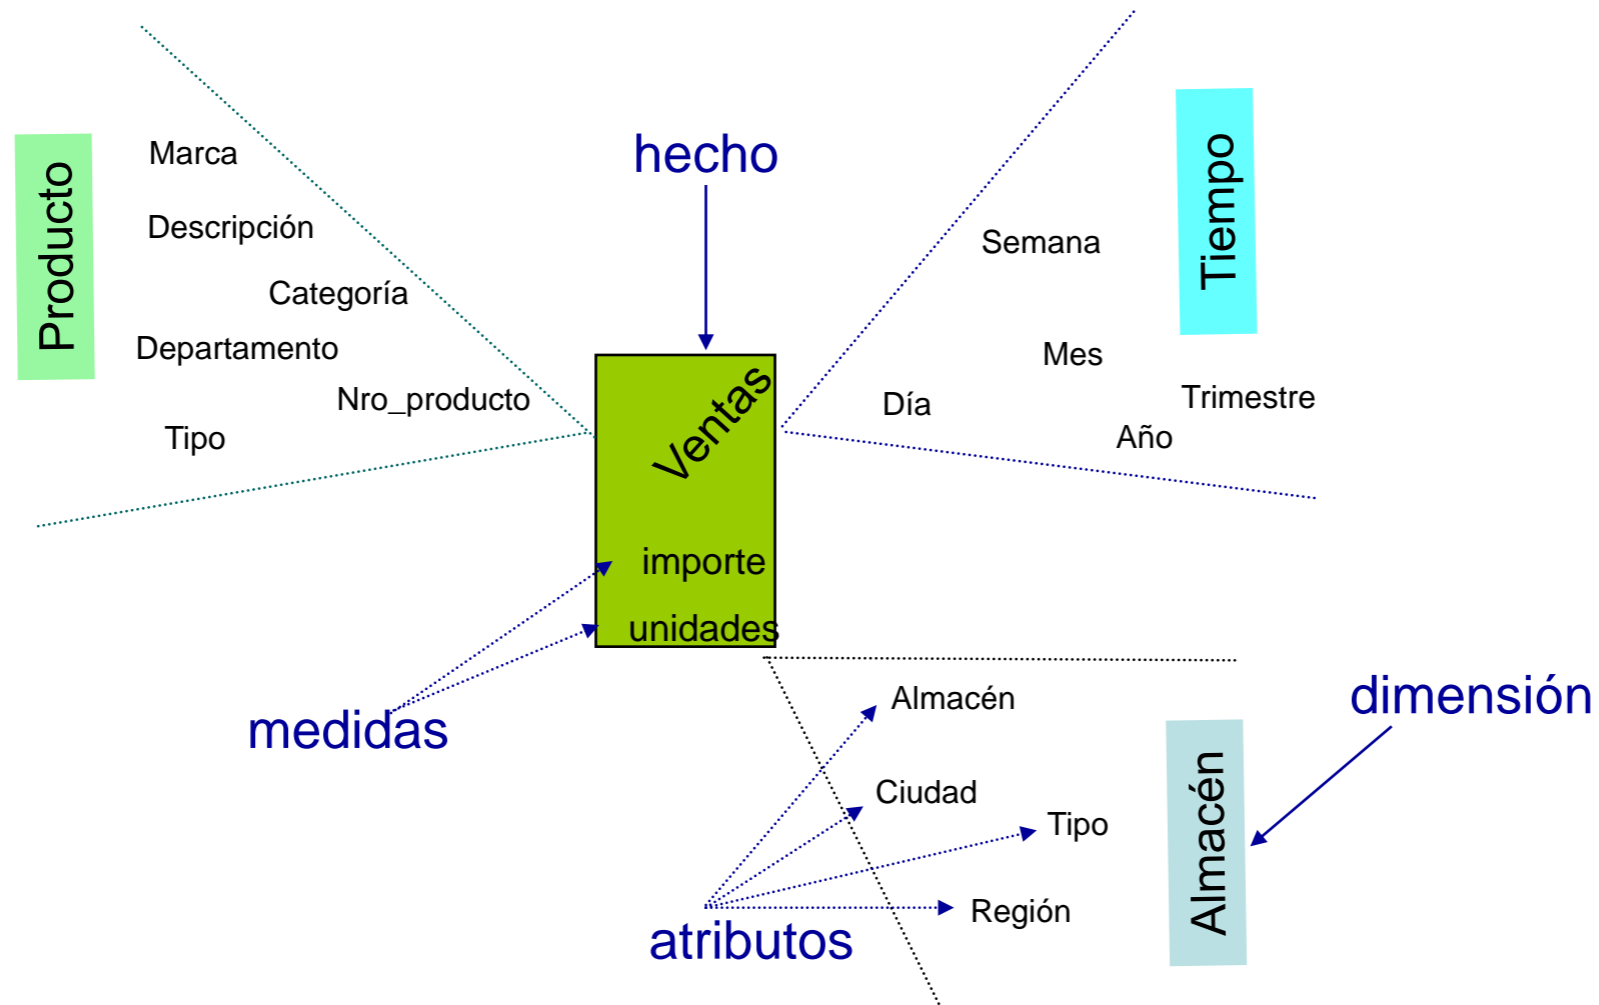 Producto
Marca
Descripción
Categoría
Departamento
Nro_producto
Tipo
hecho
Ventas
importe
unidades
medidas
Tiempo
Semana
Mes
Día
Trimestre
Año
Almacén
Ciudad
Tipo
Región
atributos
Almacén
dimensión